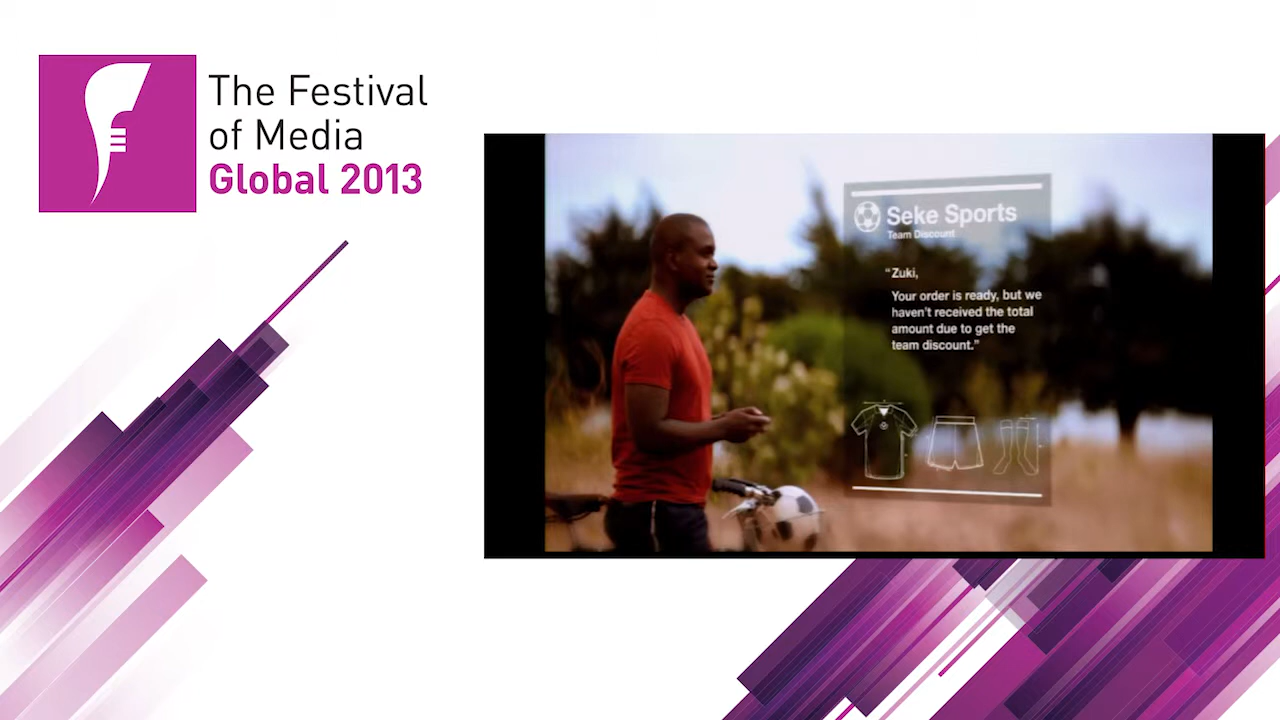 The Festival
of Media
Global 2013
Seke Sports
Team Discount
“Zuki,
Your order is ready, but we
haven't received the total
amount due to get the
team discount.”